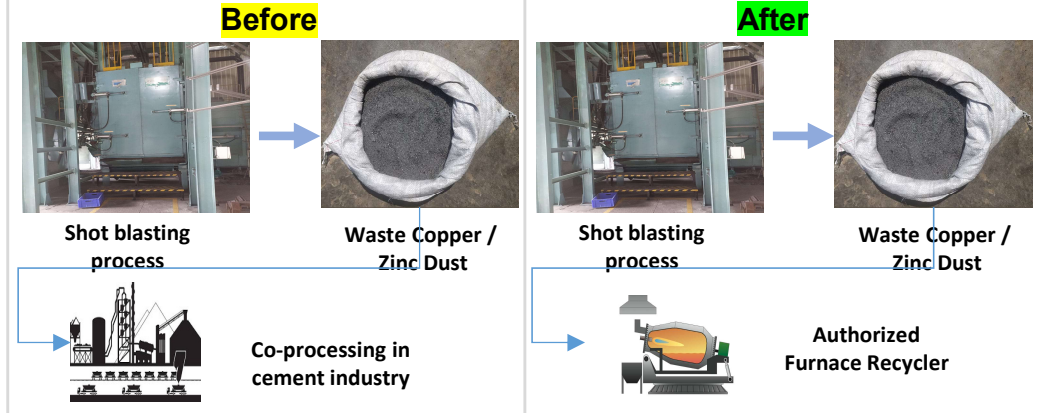 Before
Shot blasting
process
Waste Copper /
Zinc Dust
Co-processing in
cement industry
After
Shot blasting
process
Waste Copper /
Zinc Dust
Authorized
Furnace Recycler